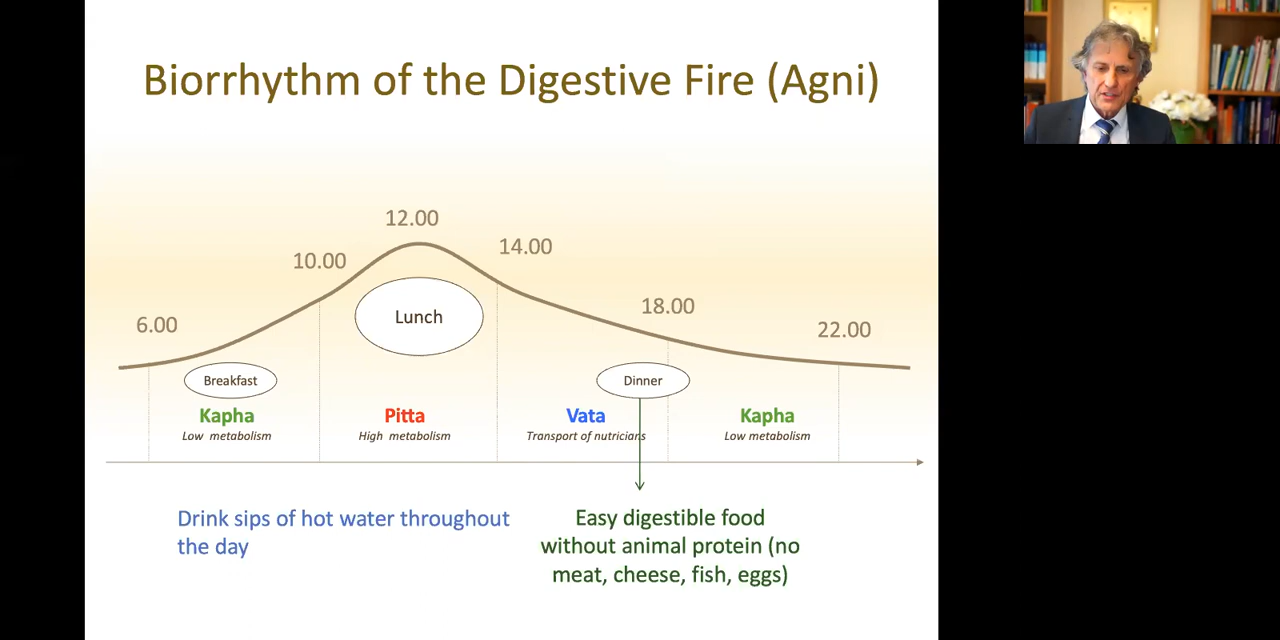 Biorrhythm of the Digestive Fire (Agni)
12.00
10.00
14.00
6.00
18.00
22.00
Lunch
Breakfast
Dinner
Kapha
Pitta
Vata
Kapha
Low metabolism
High metabolism
Transport of nutricians
Low metabolism
Drink sips of hot water throughout
the day
Easy digestible food
without animal protein (no
meat, cheese, fish, eggs)